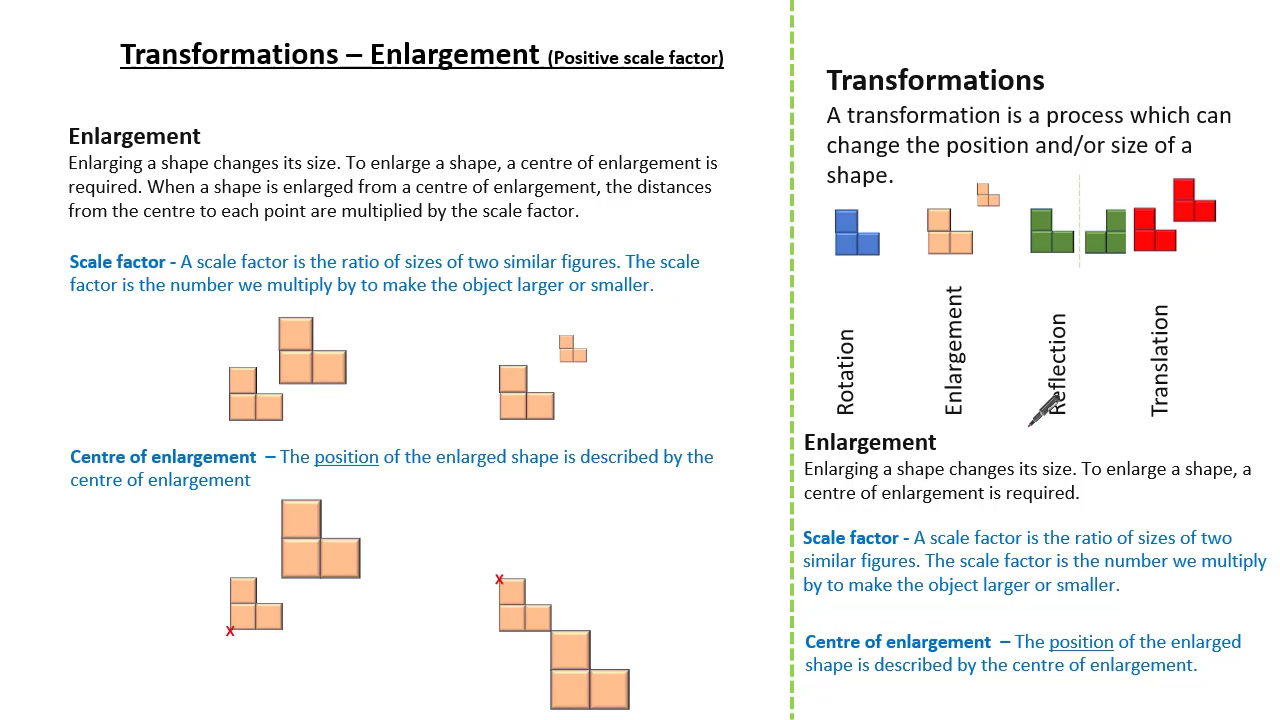 Transformations – Enlargement (Positive scale factor)
Enlargement
Enlarging a shape changes its size. To enlarge a shape, a centre of enlargement is
required. When a shape is enlarged from a centre of enlargement, the distances
from the centre to each point are multiplied by the scale factor.
Scale factor - A scale factor is the ratio of sizes of two similar figures. The scale
factor is the number we multiply by to make the object larger or smaller.
Centre of enlargement – The position of the enlarged shape is described by the
centre of enlargement
X
X
Transformations
A transformation is a process which can
change the position and/or size of a
shape.
Rotation
Enlargement
Reflection
Translation
Enlargement
Enlarging a shape changes its size. To enlarge a shape, a
centre of enlargement is required.
Scale factor - A scale factor is the ratio of sizes of two
similar figures. The scale factor is the number we multiply
by to make the object larger or smaller.
Centre of enlargement – The position of the enlarged
shape is described by the centre of enlargement.